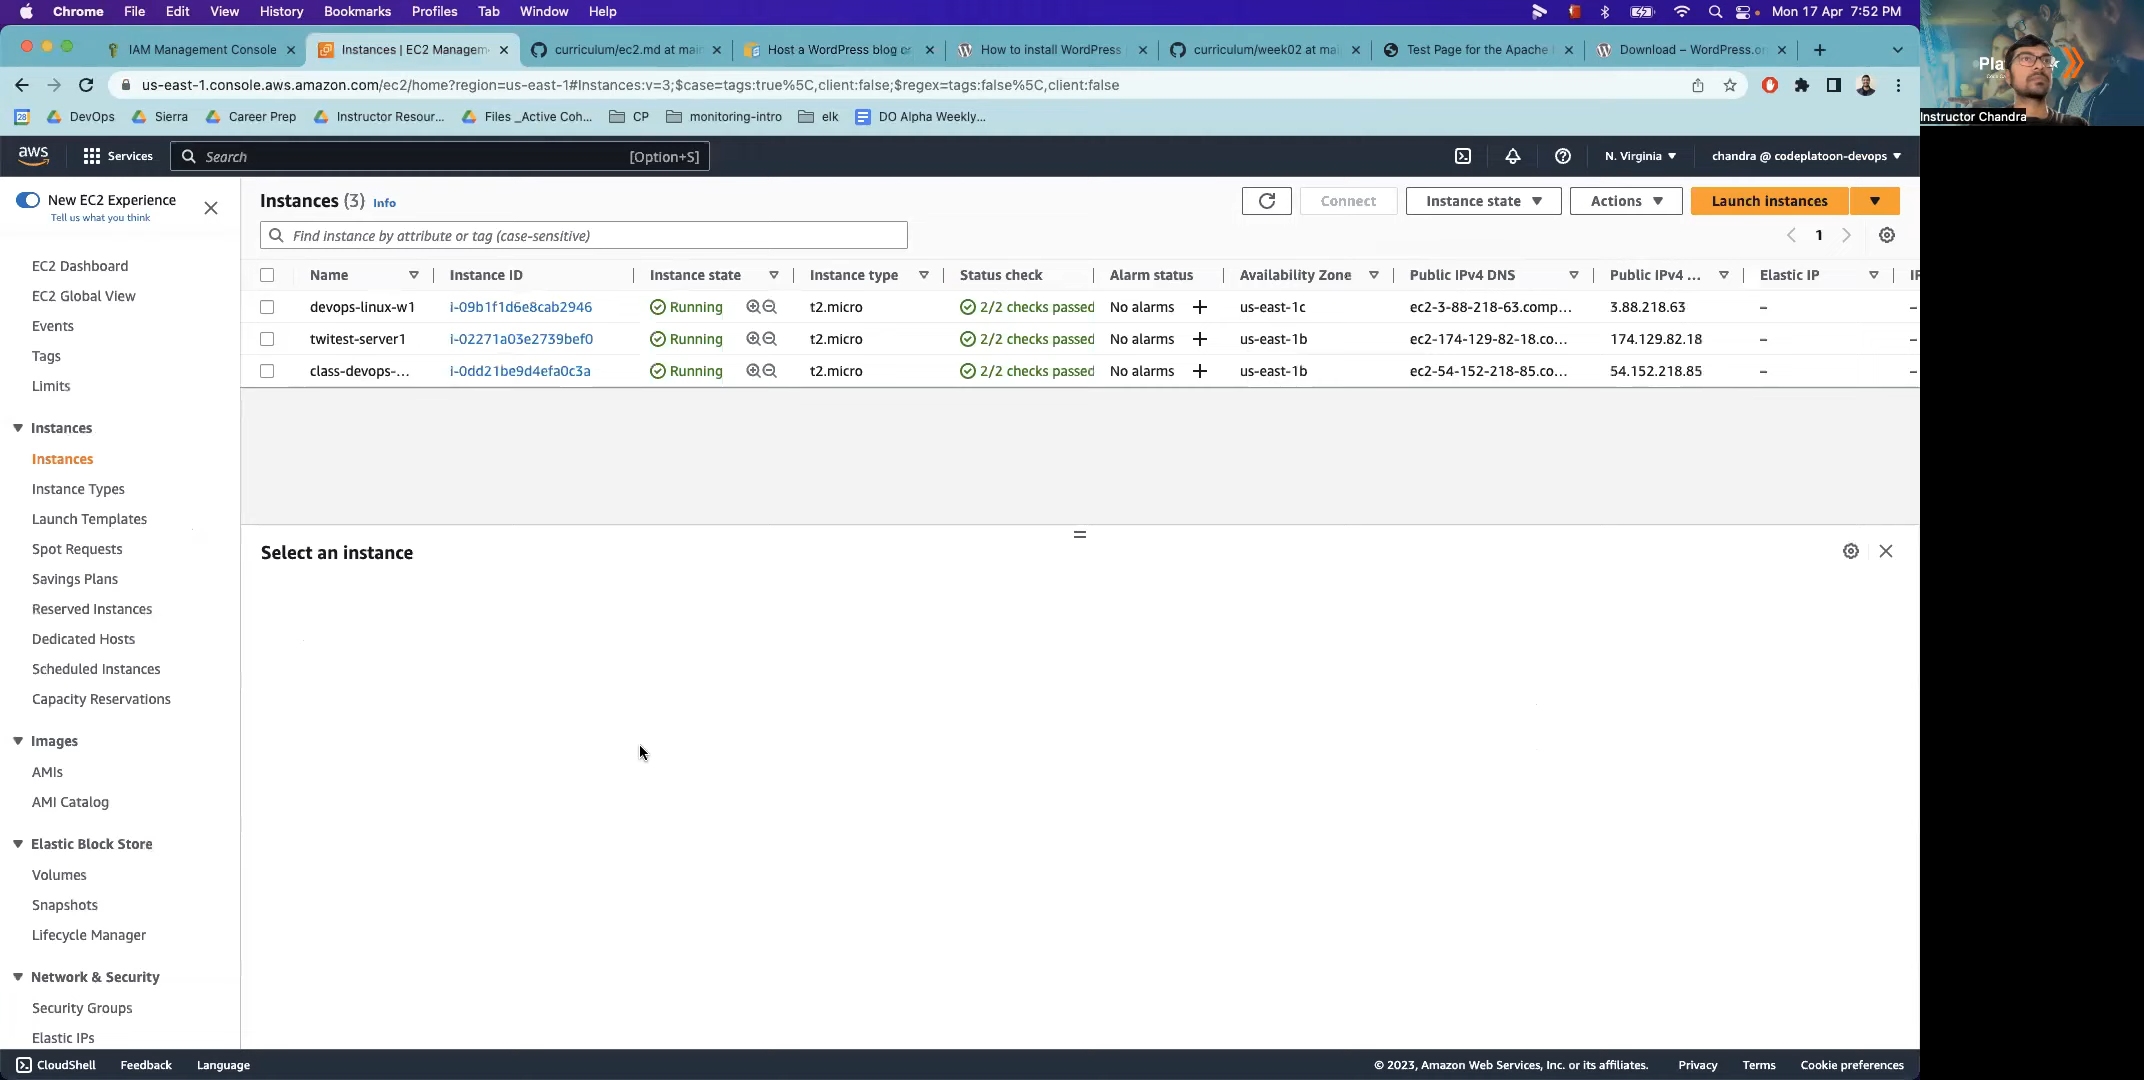 Chrome File Edit View History Bookmarks Profiles Tab Window Help Mon 17 Apr 7:52 PM
IAM Management Console Instances | EC2 Managem curriculum/ec2.md at main Host a WordPress blog or How to install WordPress curriculum/week02 at mai Test Page for the Apache Download – WordPress.or
us-east-1.console.aws.amazon.com/ec2/home?region=us-east-1#Instances:v=3;$case=tags:true%5C,client:false;$regex=tags:false%5C,client:false
28 DevOps Sierra Career Prep Instructor Resour... Files _Active Coh... CP monitoring-intro elk DO Alpha Weekly...
Instructor Chandra
aws Services Search [Option+S] N. Virginia chandra @ codeplatoon-devops
New EC2 Experience
Tell us what you think
EC2 Dashboard
EC2 Global View
Events
Tags
Limits
Instances
Instances
Instance Types
Launch Templates
Spot Requests
Savings Plans
Reserved Instances
Dedicated Hosts
Scheduled Instances
Capacity Reservations
Images
AMIs
AMI Catalog
Elastic Block Store
Volumes
Snapshots
Lifecycle Manager
Network & Security
Security Groups
Elastic IPs
Instances (3) Info Connect Instance state Actions Launch instances
Find instance by attribute or tag (case-sensitive) 1
Name Instance ID Instance state Instance type Status check Alarm status Availability Zone Public IPv4 DNS Public IPv4 ... Elastic IP
devops-linux-w1 i-09b1f1d6e8cab2946 Running t2.micro 2/2 checks passed No alarms us-east-1c ec2-3-88-218-63.comp... 3.88.218.63 –
twitest-server1 i-02271a03e2739bef0 Running t2.micro 2/2 checks passed No alarms us-east-1b ec2-174-129-82-18.co... 174.129.82.18 –
class-devops-... i-0dd21be9d4efa0c3a Running t2.micro 2/2 checks passed No alarms us-east-1b ec2-54-152-218-85.co... 54.152.218.85 –
Select an instance
CloudShell Feedback Language © 2023, Amazon Web Services, Inc. or its affiliates. Privacy Terms Cookie preferences